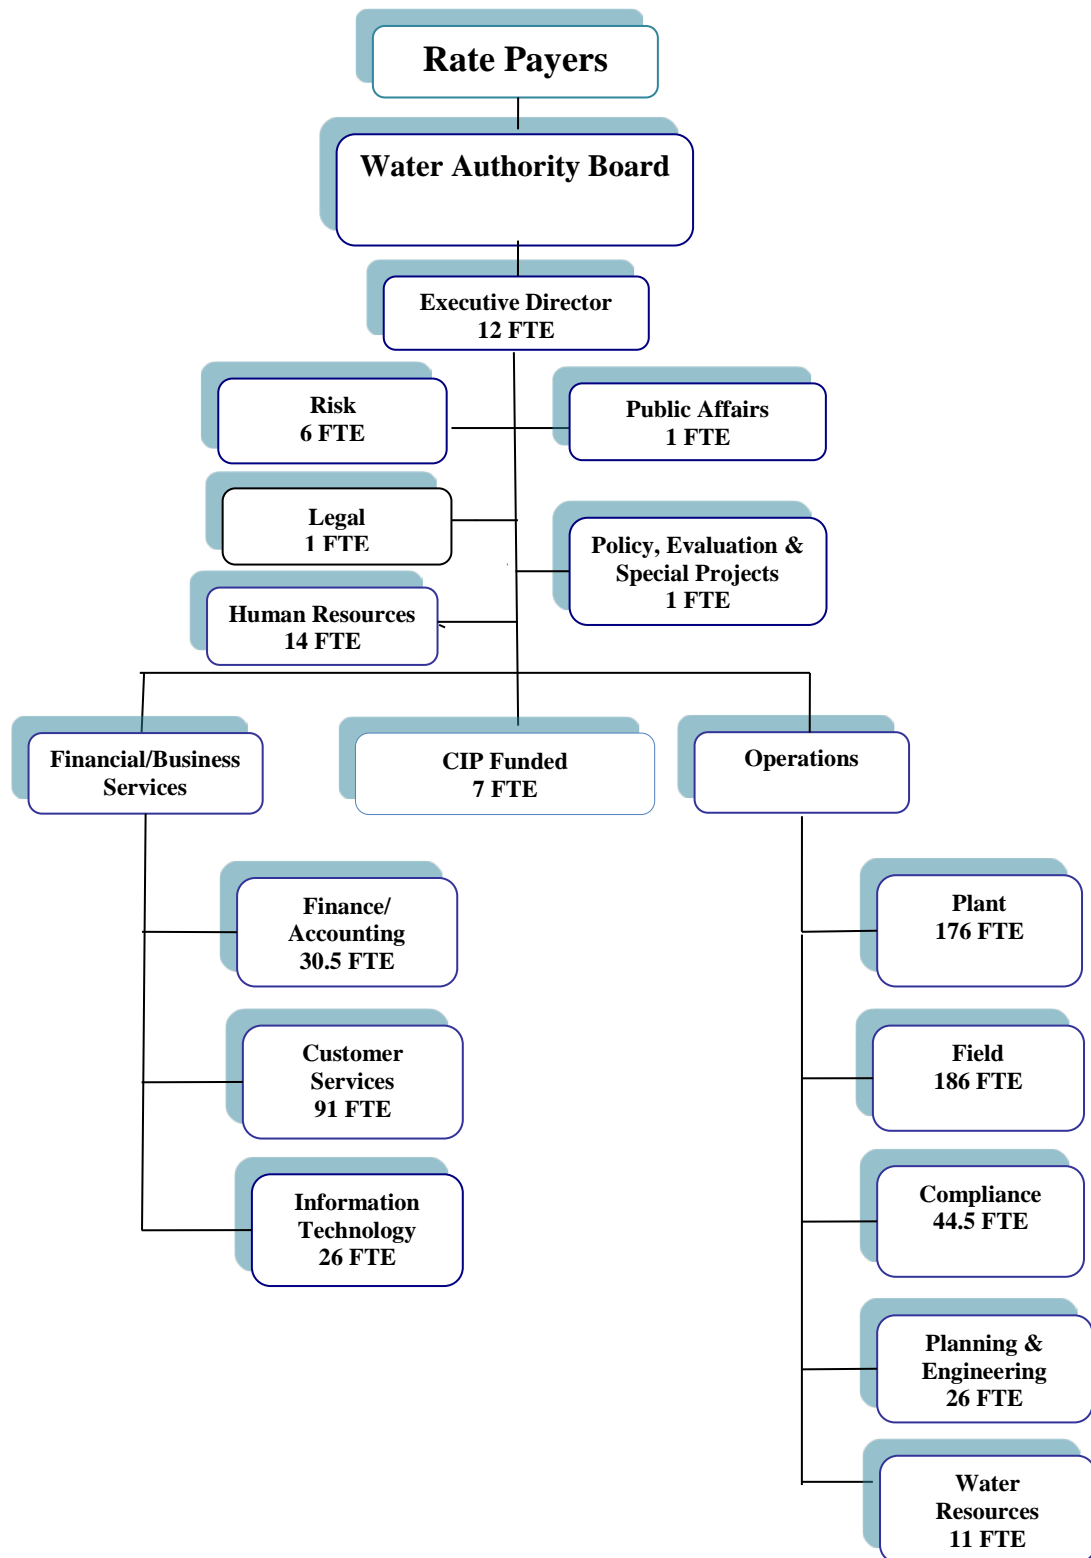 Rate Payers
Water Authority Board
Executive Director
12 FTE
Risk
6 FTE
Public Affairs
1 FTE
Legal
1 FTE
Policy, Evaluation &
Special Projects
1 FTE
Human Resources
14 FTE
Financial/Business
Services
CIP Funded
7 FTE
Operations
Finance/
Accounting
30.5 FTE
Customer
Services
91 FTE
Information
Technology
26 FTE
Plant
176 FTE
Field
186 FTE
Compliance
44.5 FTE
Planning &
Engineering
26 FTE
Water
Resources
11 FTE